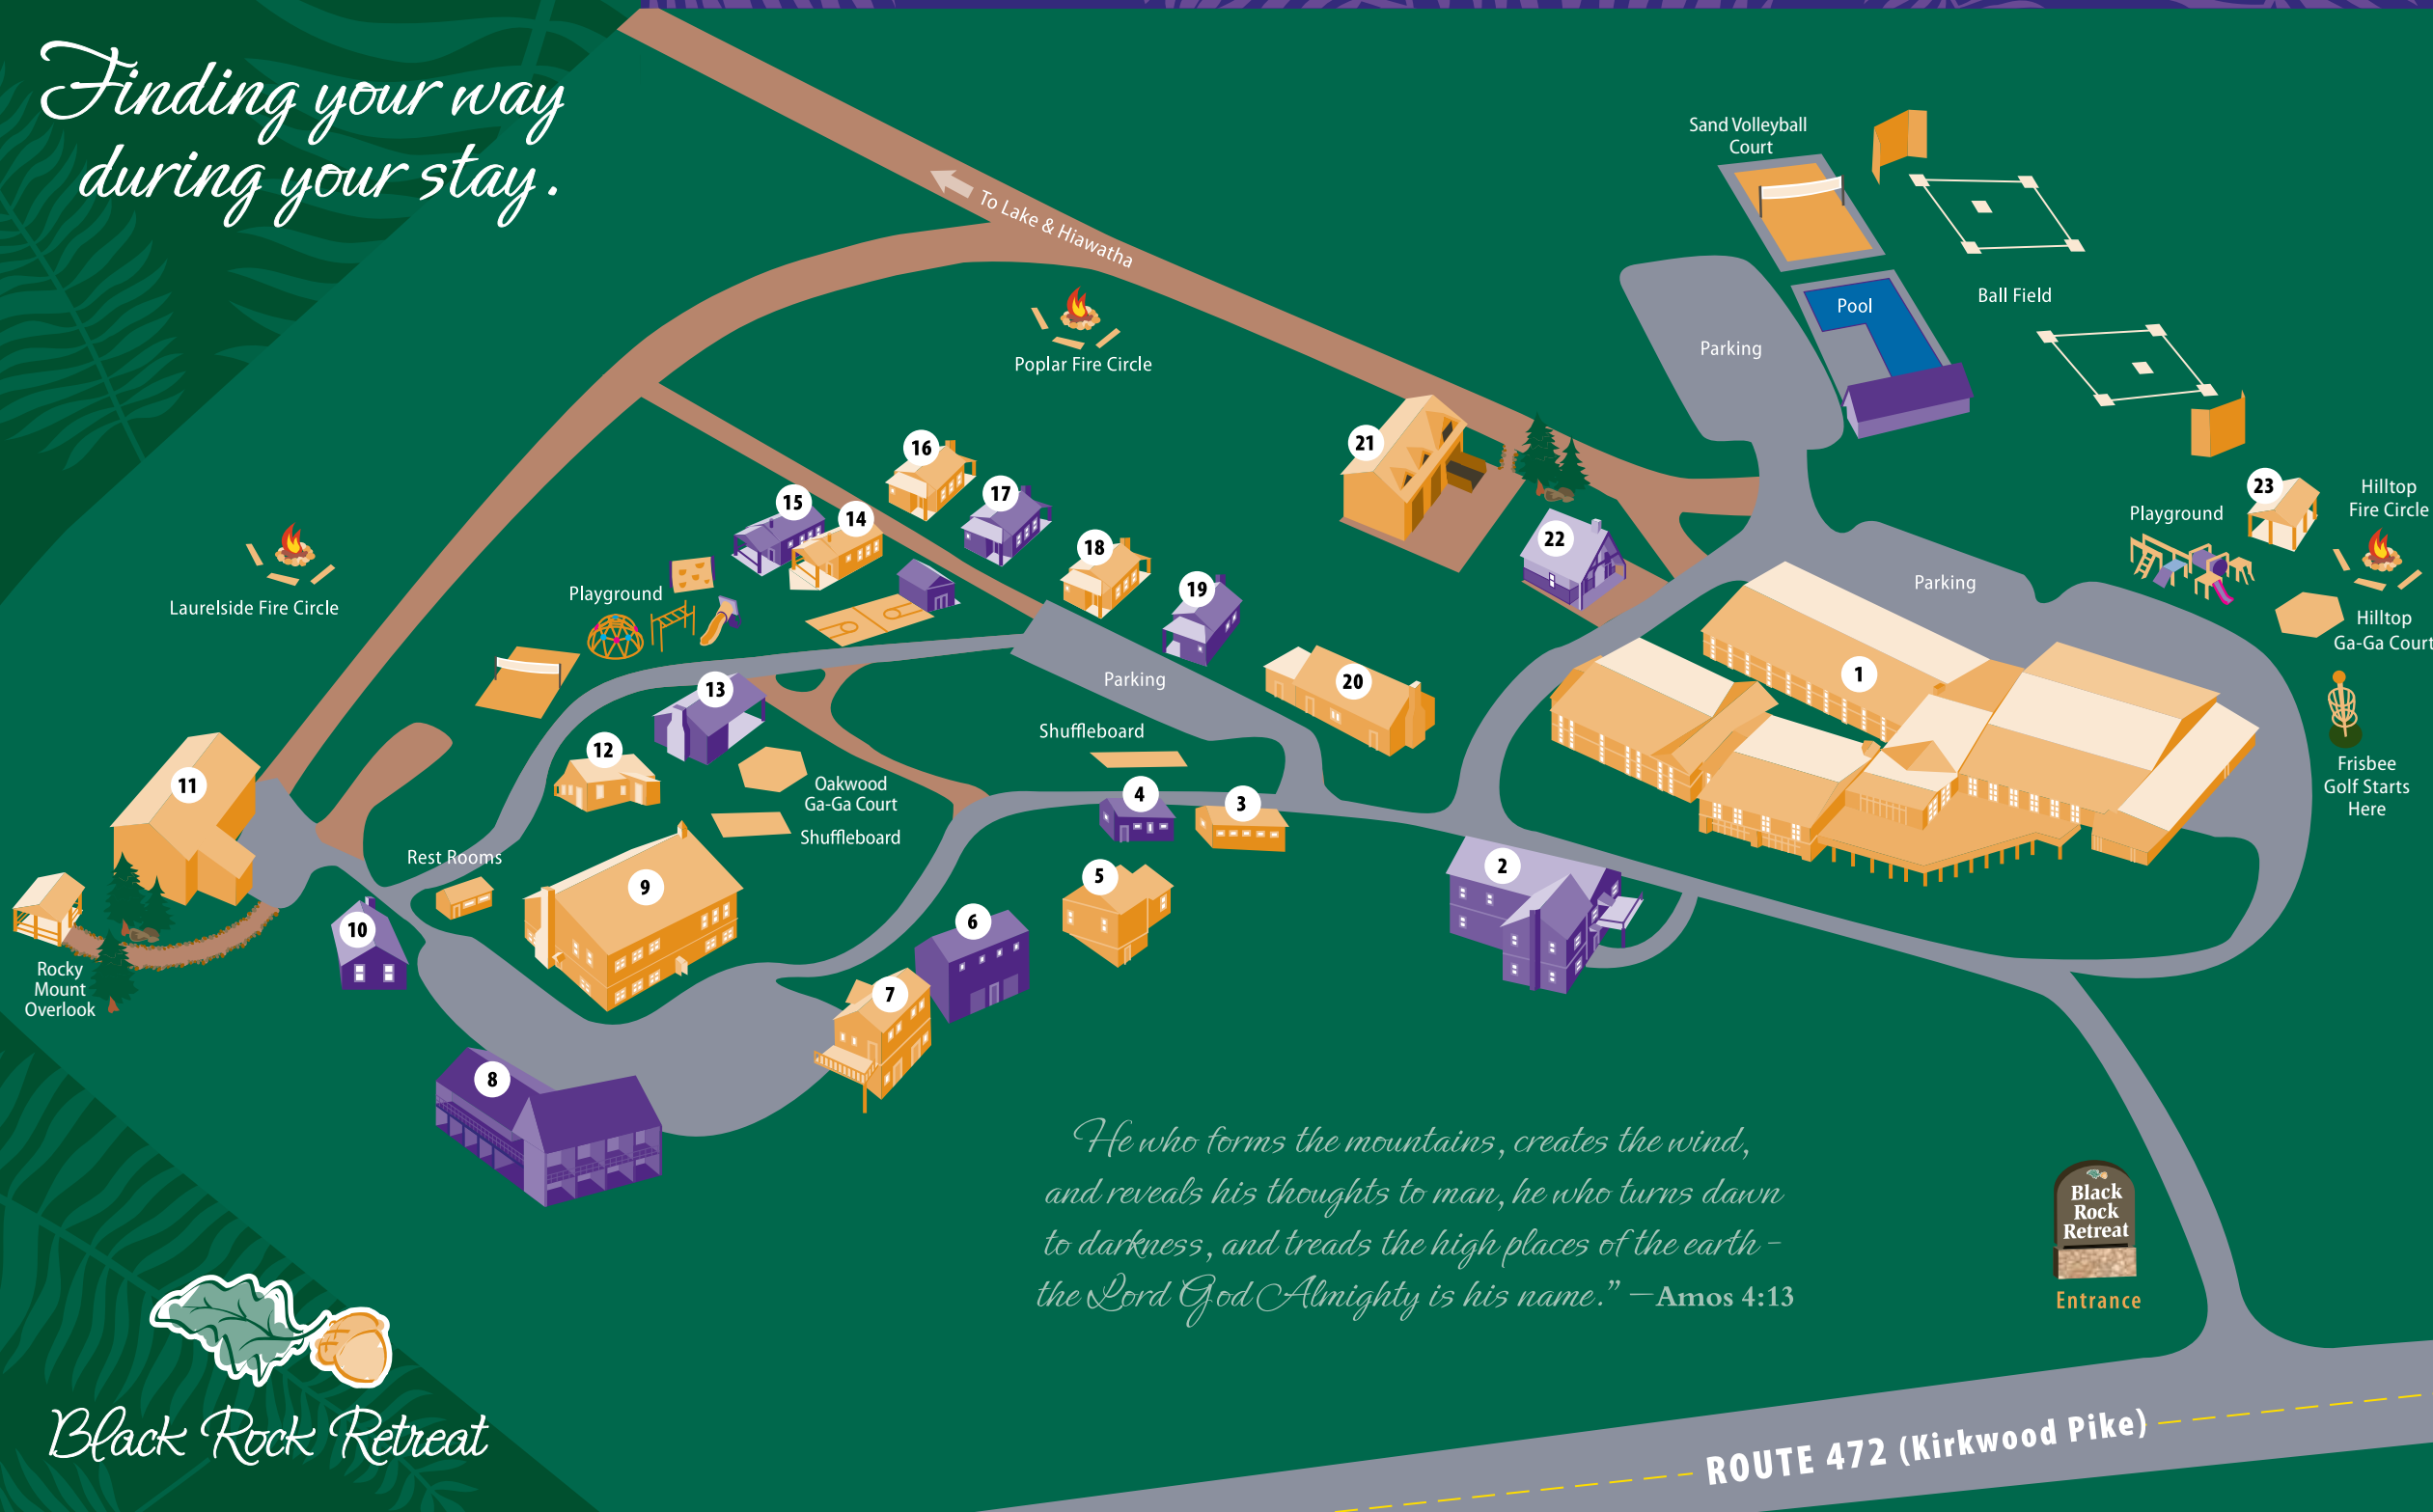 Finding your way
during your stay.
To Lake & Hiawatha
Sand Volleyball
Court
Pool
Ball Field
Parking
Poplar Fire Circle
16
17
15
14
18
19
21
22
23
Hilltop
Fire Circle
Playground
Parking
Hilltop
Ga-Ga Court
Laurelside Fire Circle
Playground
13
Parking
20
1
12
Shuffleboard
Oakwood
Ga-Ga Court
Shuffleboard
4
3
Frisbee
Golf Starts
Here
11
Rest Rooms
9
5
2
10
6
7
Rocky
Mount
Overlook
8
He who forms the mountains, creates the wind,
and reveals his thoughts to man, he who turns dawn
to darkness, and treads the high places of the earth –
the Lord God Almighty is his name.” —Amos 4:13
Black
Rock
Retreat
Entrance
Black Rock Retreat
ROUTE 472 (Kirkwood Pike)